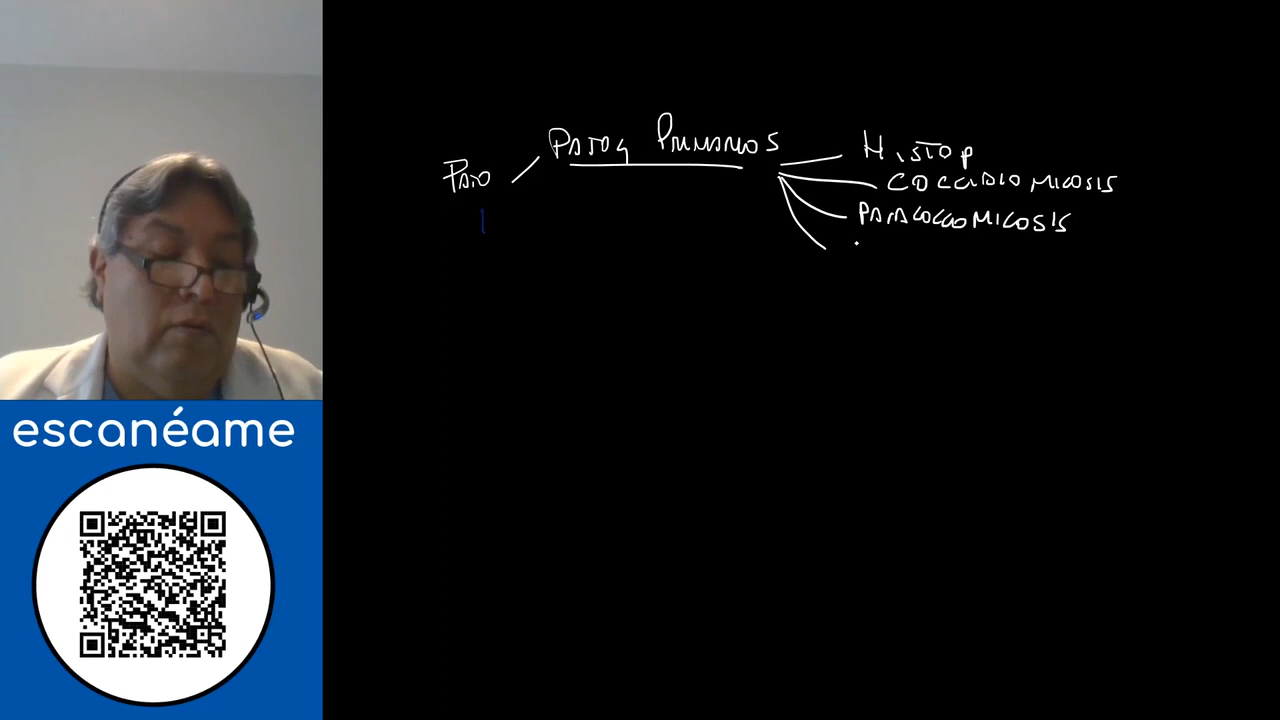 Pato
Patog Primarios
Histop
COCCIDIOMICOSIS
PARACOCCOMICOSIS
escanéame